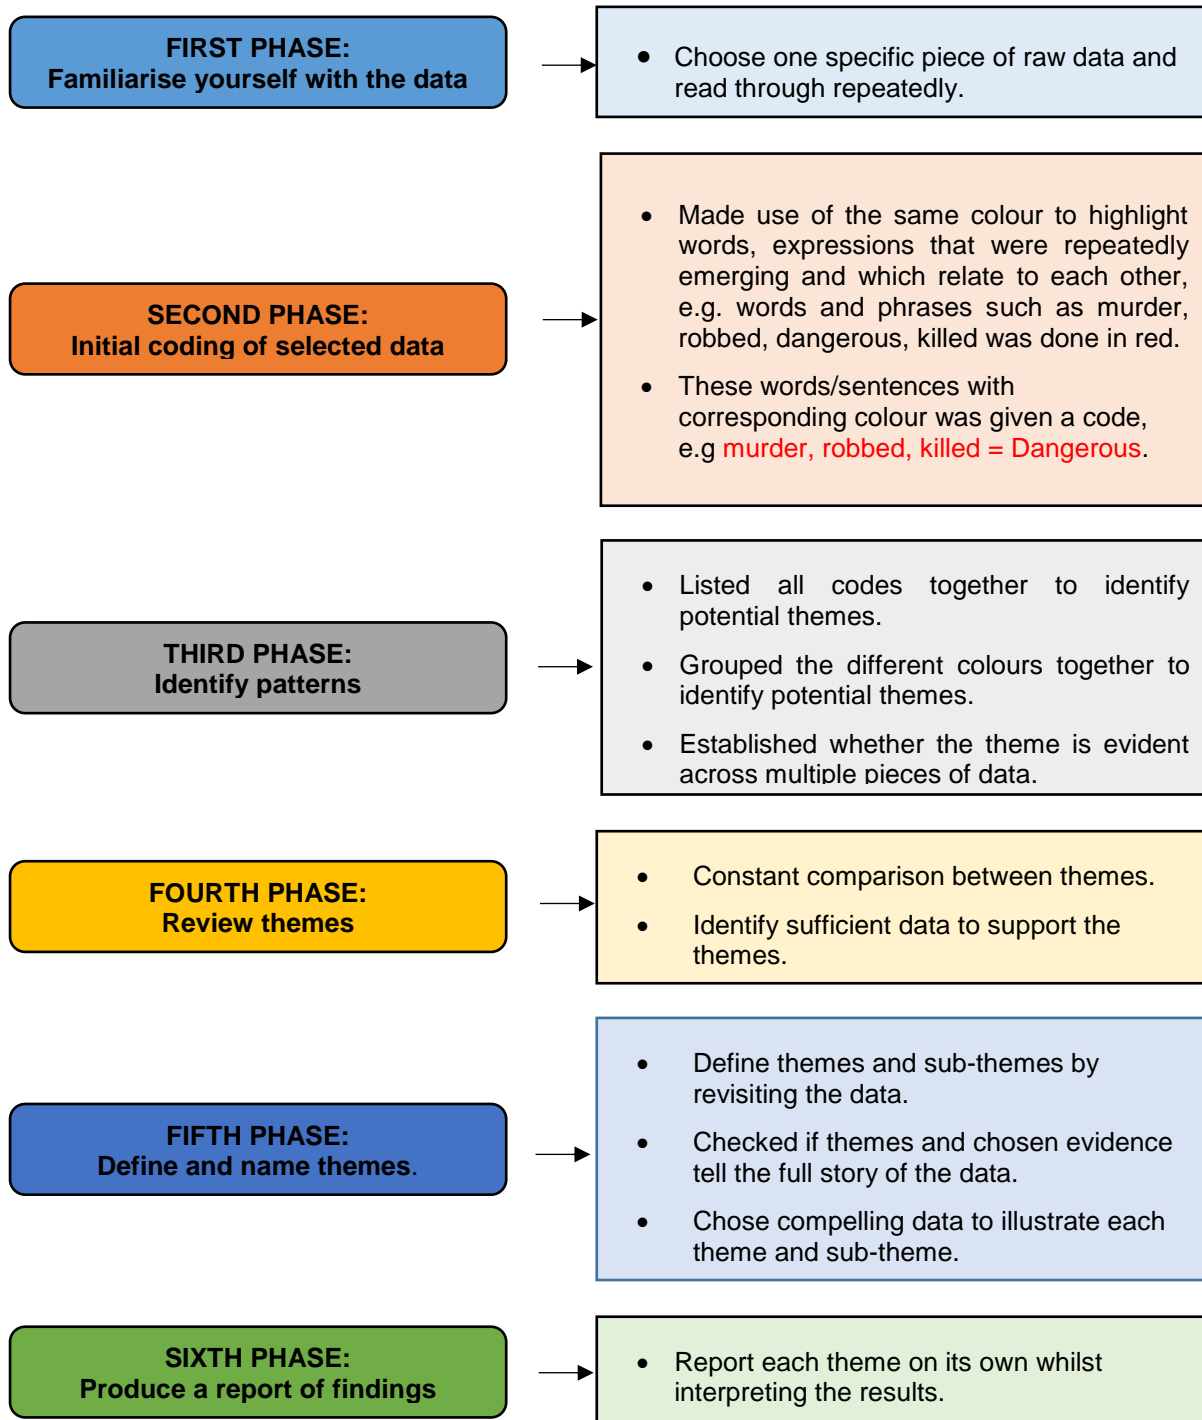 FIRST PHASE:
Familiarise yourself with the data
• Choose one specific piece of raw data and
read through repeatedly.
SECOND PHASE:
Initial coding of selected data
• Made use of the same colour to highlight
words, expressions that were repeatedly
emerging and which relate to each other,
e.g. words and phrases such as murder,
robbed, dangerous, killed was done in red.
• These words/sentences with
corresponding colour was given a code,
e.g murder, robbed, killed = Dangerous.
THIRD PHASE:
Identify patterns
• Listed all codes together to identify
potential themes.
• Grouped the different colours together to
identify potential themes.
• Established whether the theme is evident
across multiple pieces of data.
FOURTH PHASE:
Review themes
• Constant comparison between themes.
• Identify sufficient data to support the
themes.
FIFTH PHASE:
Define and name themes.
• Define themes and sub-themes by
revisiting the data.
• Checked if themes and chosen evidence
tell the full story of the data.
• Chose compelling data to illustrate each
theme and sub-theme.
SIXTH PHASE:
Produce a report of findings
• Report each theme on its own whilst
interpreting the results.